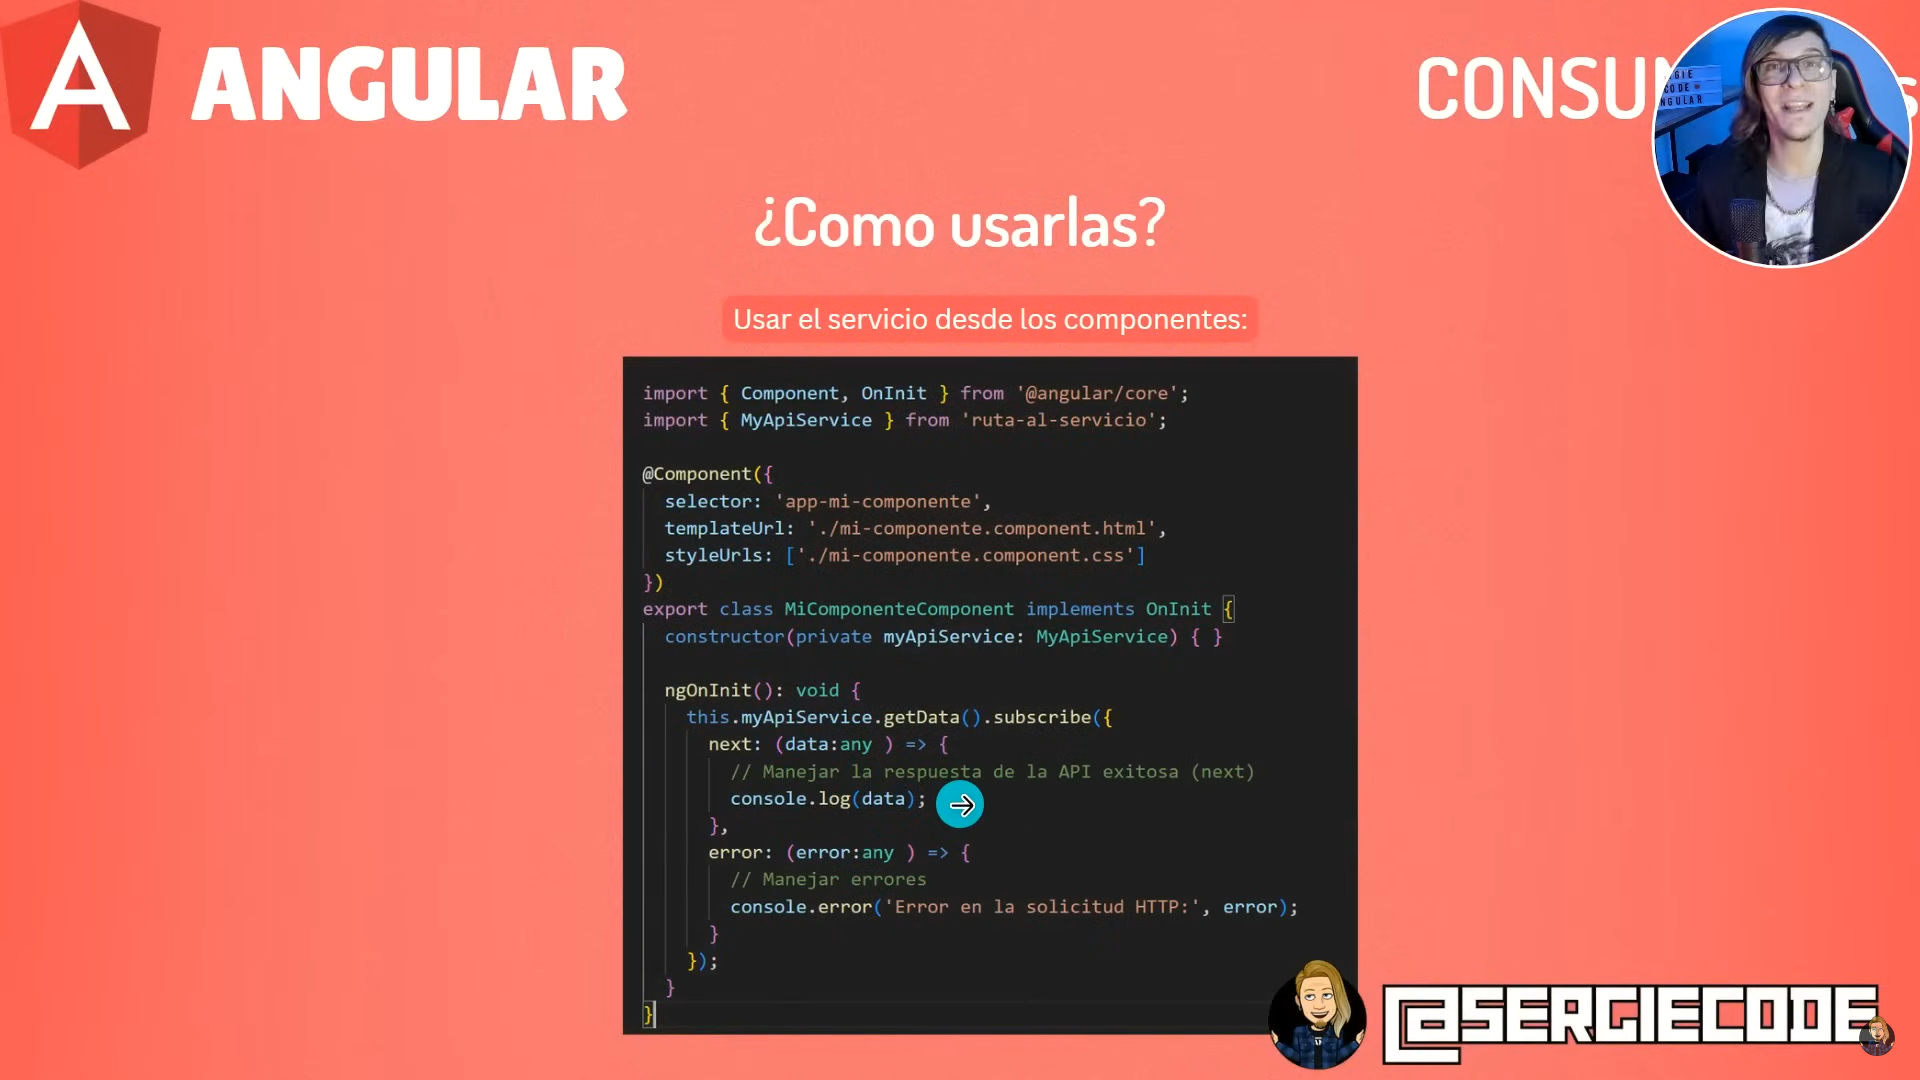 A ANGULAR
CONSU
GIE
CODE
NGULAR
¿Como usarlas?
Usar el servicio desde los componentes:
import { Component, OnInit } from '@angular/core';
import { MyApiService } from 'ruta-al-servicio';
@Component({
selector: 'app-mi-componente',
templateUrl: './mi-componente.component.html',
styleUrls: ['./mi-componente.component.css']
})
export class MiComponenteComponent implements OnInit {
constructor(private myApiService: MyApiService) { }
ngOnInit(): void {
this.myApiService.getData().subscribe({
next: (data:any ) => {
// Manejar la respuesta de la API exitosa (next)
console.log(data);
},
error: (error:any ) => {
// Manejar errores
console.error('Error en la solicitud HTTP:', error);
}
});
}
}
@SERGIECODE